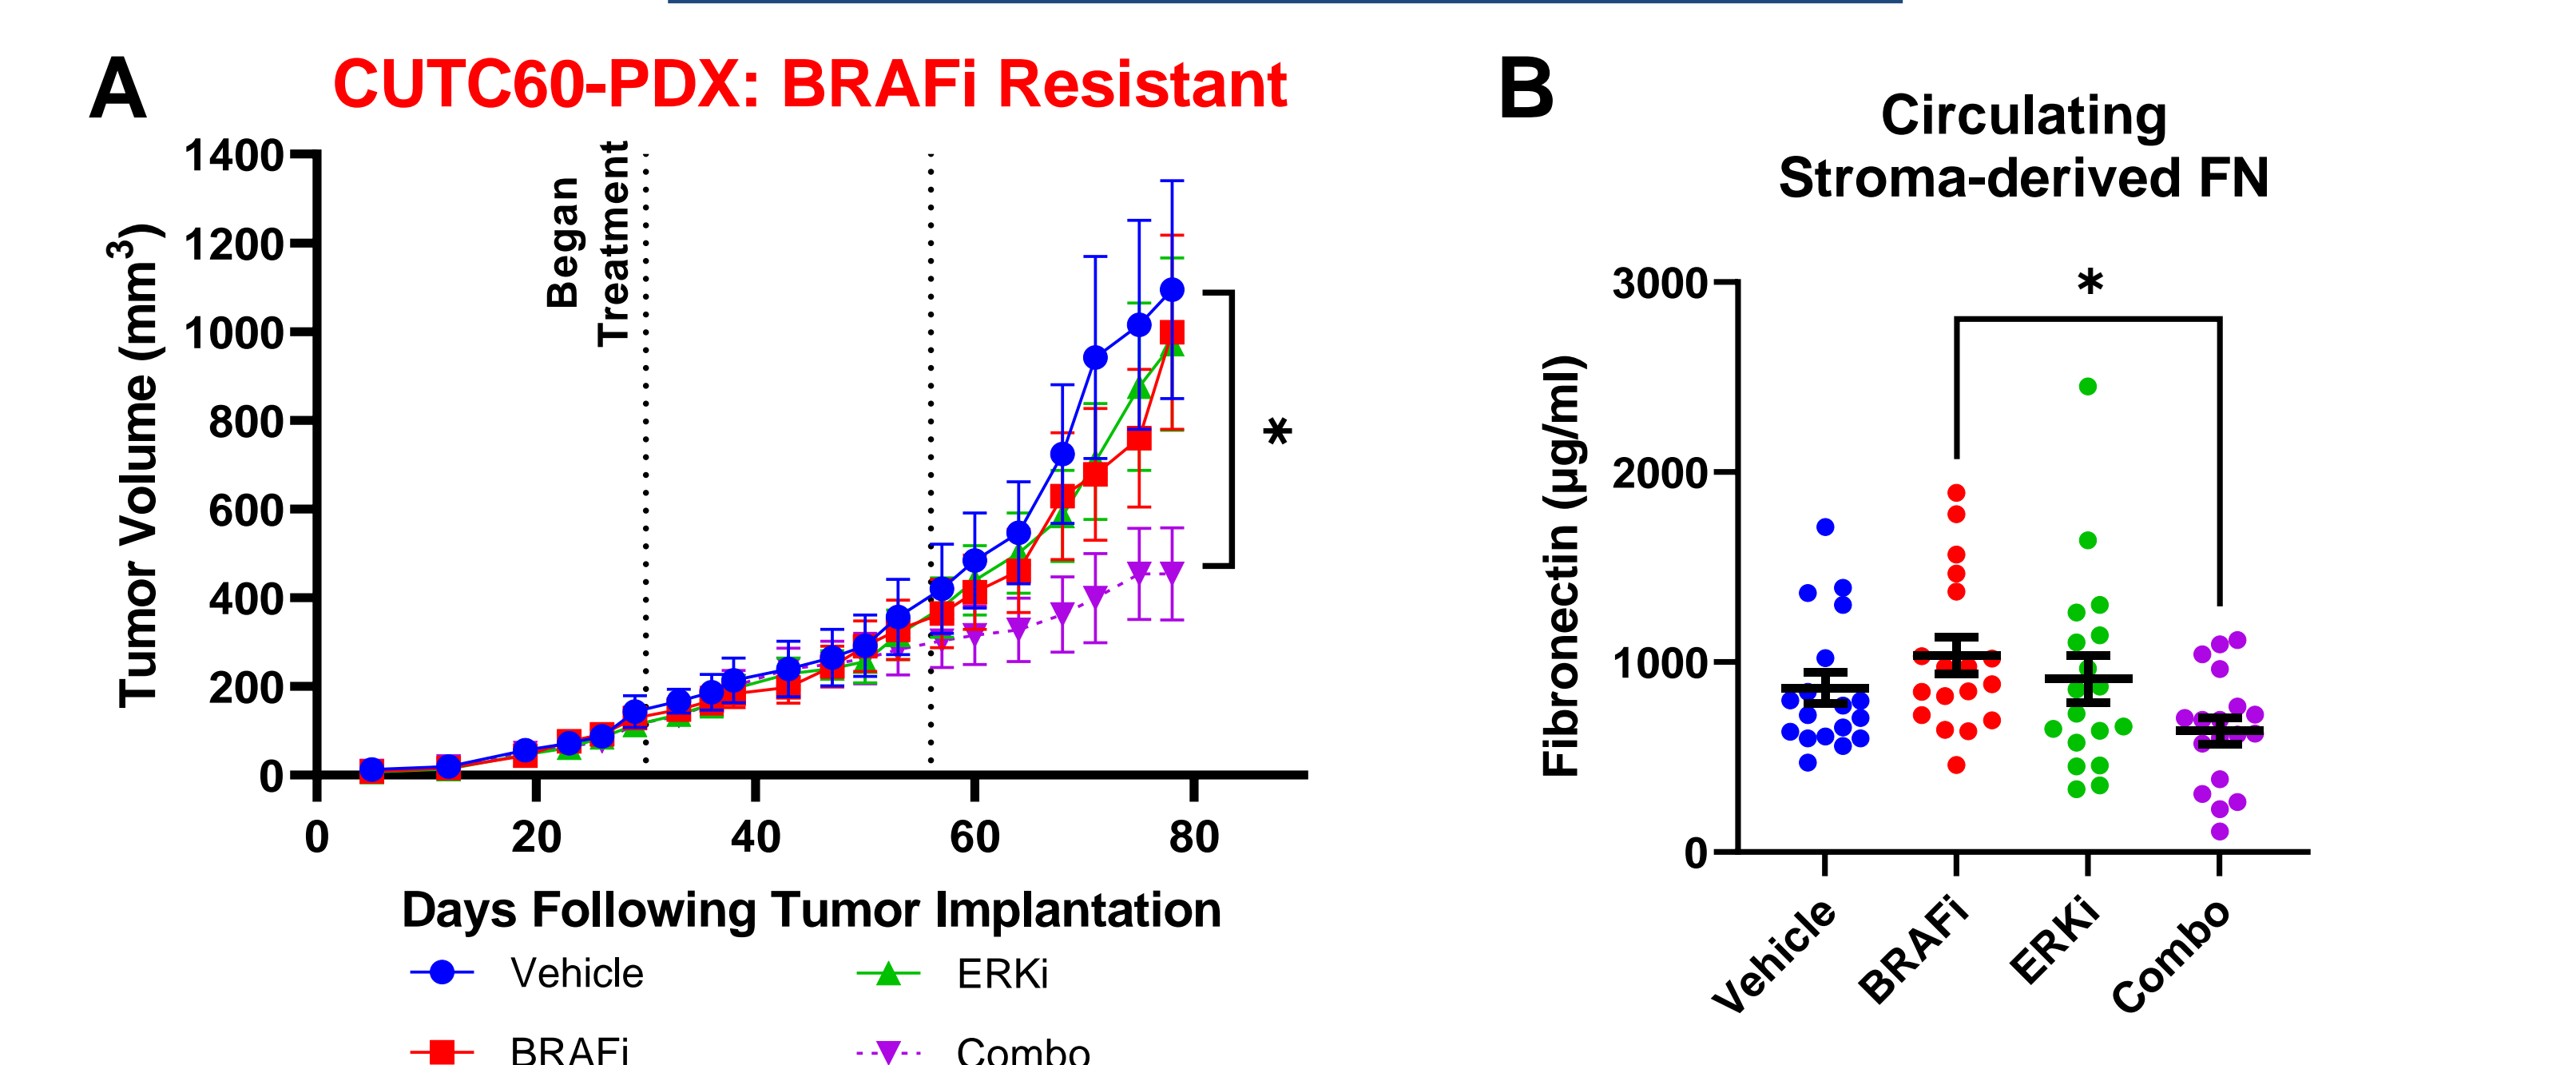 A
CUTC60-PDX: BRAFi Resistant
Tumor Volume (mm³)
1400
1200
1000
800
600
400
200
0
Began
Treatment
*
0 20 40 60 80
Days Following Tumor Implantation
Vehicle ERKi
BRAFi Combo
B
Circulating
Stroma-derived FN
Fibronectin (µg/ml)
3000
2000
1000
0
*
Vehicle BRAFi ERKi Combo